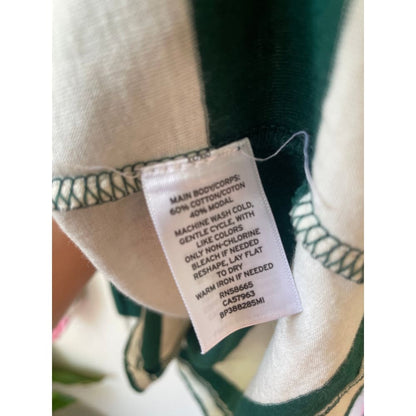 MAIN BODY/CORPS:
60% COTTON/COTON
40% MODAL
MACHINE WASH COLD,
GENTLE CYCLE, WITH
LIKE COLORS
ONLY NON-CHLORINE
BLEACH IF NEEDED
RESHAPE, LAY FLAT
TO DRY
WARM IRON IF NEEDED
RN58665
CA57963
BP388285MI